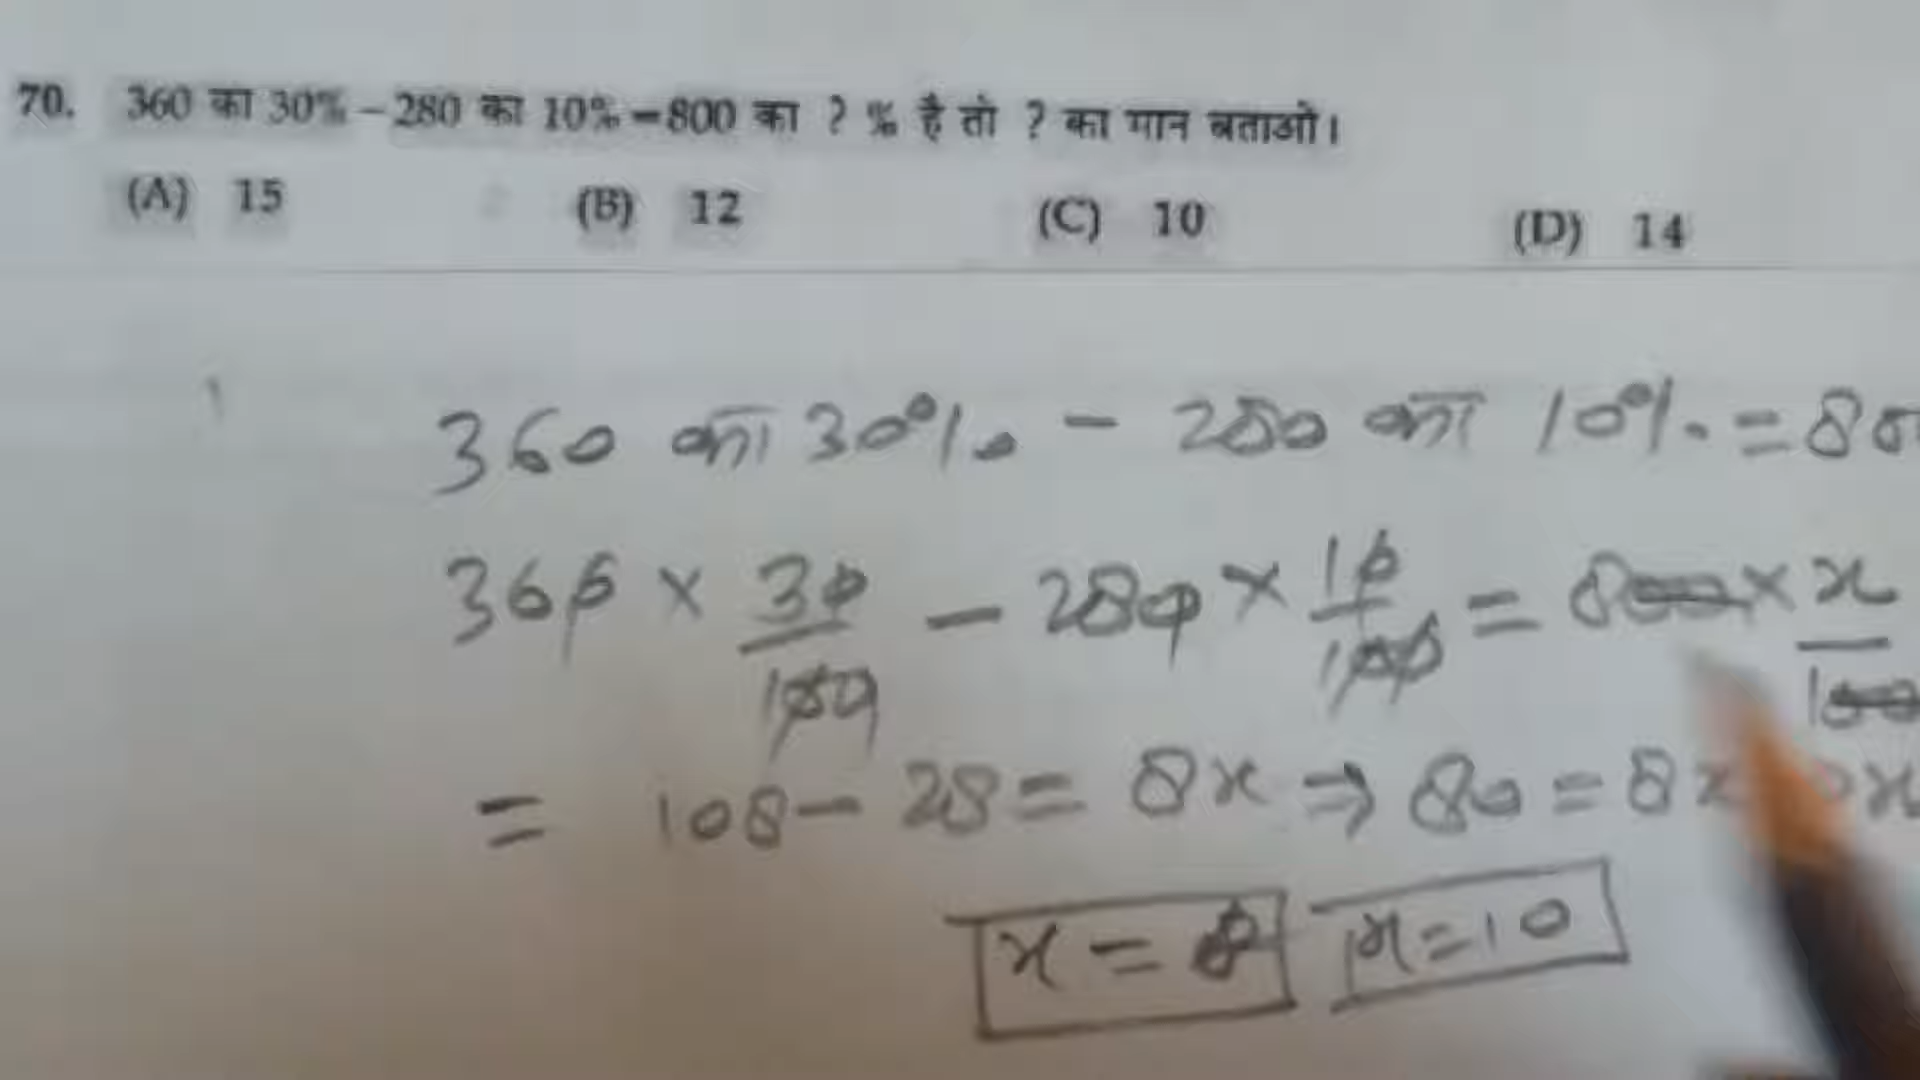 70. 360 का 30% - 280 का 10% = 800 का ? % है तो ? का मान बताओ।
(A) 15 (B) 12 (C) 10 (D) 14
360 का 30% - 280 का 10% = 80
360 × 30/100 - 280 × 10/100 = 800 × x/100
= 108 - 28 = 8x ⇒ 80 = 8x
x = x = 10